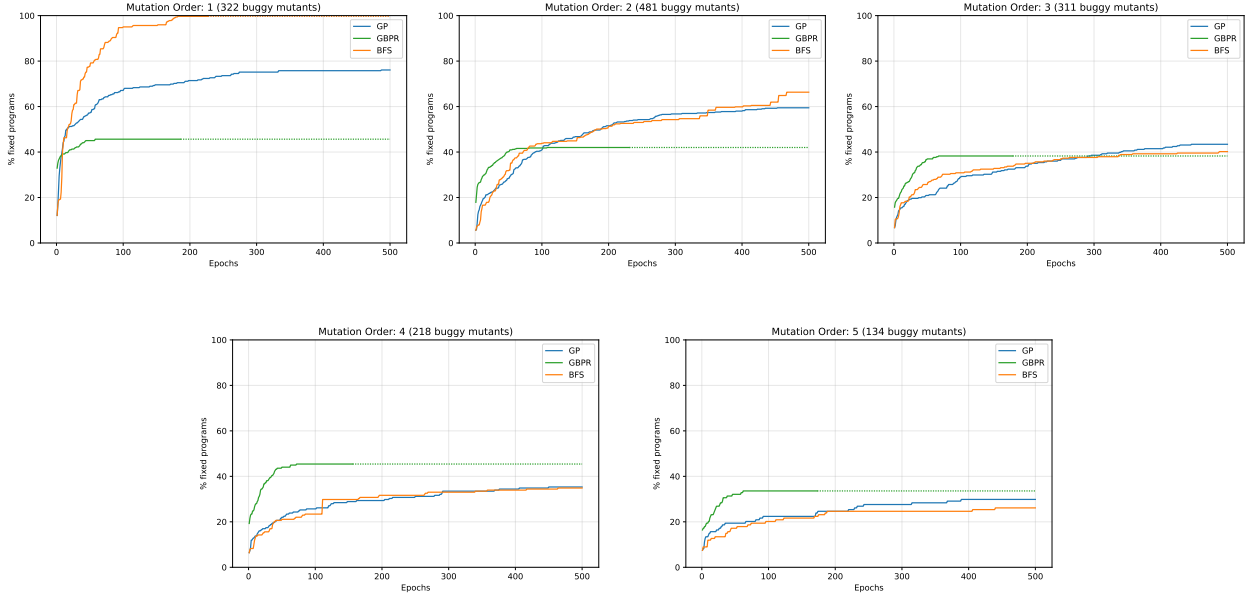 Mutation Order: 1 (322 buggy mutants)
100
80
60
40
20
0
% fixed programs
0 100 200 300 400 500
Epochs
GP
GBPR
BFS
Mutation Order: 2 (481 buggy mutants)
100
80
60
40
20
0
% fixed programs
0 100 200 300 400 500
Epochs
GP
GBPR
BFS
Mutation Order: 3 (311 buggy mutants)
100
80
60
40
20
0
% fixed programs
0 100 200 300 400 500
Epochs
GP
GBPR
BFS
Mutation Order: 4 (218 buggy mutants)
100
80
60
40
20
0
% fixed programs
0 100 200 300 400 500
Epochs
GP
GBPR
BFS
Mutation Order: 5 (134 buggy mutants)
100
80
60
40
20
0
% fixed programs
0 100 200 300 400 500
Epochs
GP
GBPR
BFS